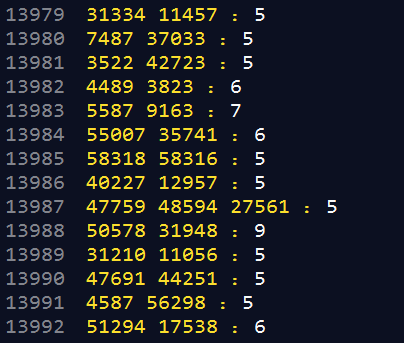 13979 31334 11457 : 5
13980 7487 37033 : 5
13981 3522 42723 : 5
13982 4489 3823 : 6
13983 5587 9163 : 7
13984 55007 35741 : 6
13985 58318 58316 : 5
13986 40227 12957 : 5
13987 47759 48594 27561 : 5
13988 50578 31948 : 9
13989 31210 11056 : 5
13990 47691 44251 : 5
13991 4587 56298 : 5
13992 51294 17538 : 6